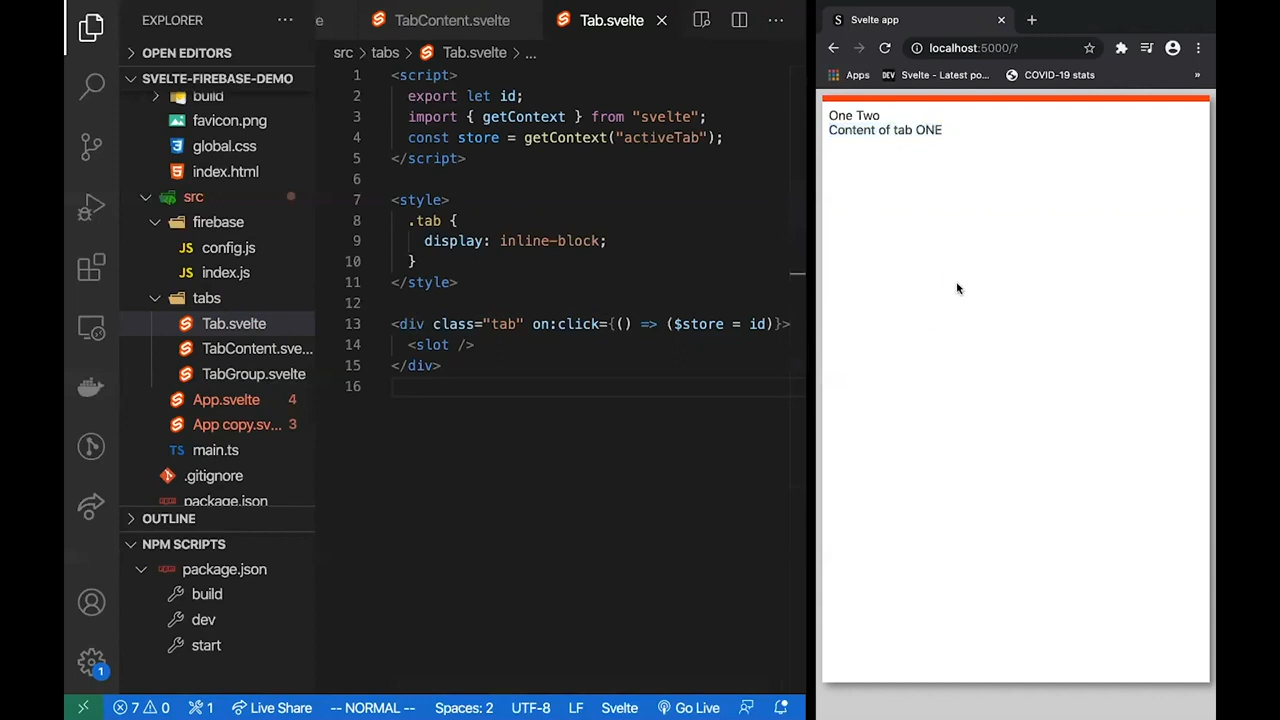 EXPLORER
OPEN EDITORS
SVELTE-FIREBASE-DEMO
build
favicon.png
global.css
index.html
src
firebase
JS config.js
JS index.js
tabs
Tab.svelte
TabContent.sve...
TabGroup.svelte
App.svelte 4
App copy.sv... 3
TS main.ts
.gitignore
package.json
OUTLINE
NPM SCRIPTS
package.json
build
dev
start
1
e TabContent.svelte Tab.svelte
src > tabs > Tab.svelte > ...
1 <script>
2 export let id;
3 import { getContext } from "svelte";
4 const store = getContext("activeTab");
5 </script>
6
7 <style>
8 .tab {
9 display: inline-block;
10 }
11 </style>
12
13 <div class="tab" on:click={() => ($store = id)}>
14 <slot />
15 </div>
16
7 0 1 Live Share -- NORMAL -- Spaces: 2 UTF-8 LF Svelte Go Live
S Svelte app
localhost:5000/?
Apps DEV Svelte - Latest po... COVID-19 stats »
One Two
Content of tab ONE